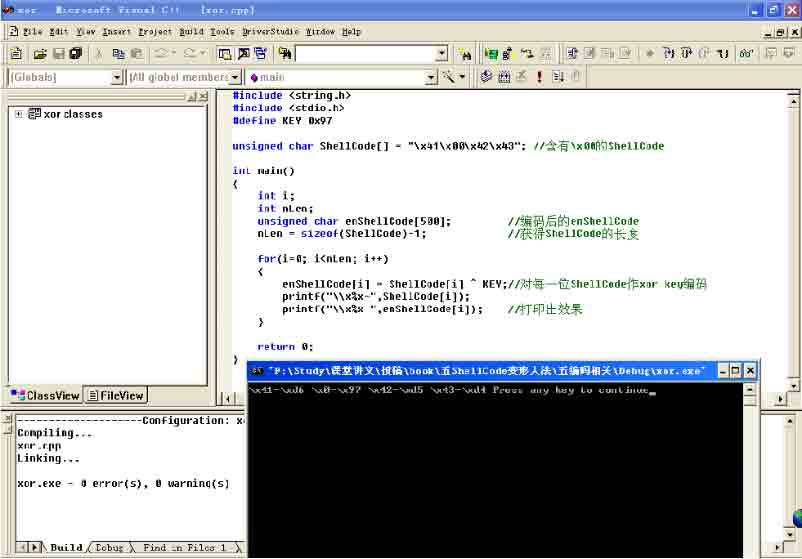 xor - Microsoft Visual C++ - [xor.cpp]
File Edit View Insert Project Build Tools DriverStudio Window Help
(Globals) [All global members main
xor classes
#include <string.h>
#include <stdio.h>
#define KEY 0x97
unsigned char ShellCode[] = "\x41\x00\x42\x43"; //含有\x00的ShellCode
int main()
{
int i;
int nLen;
unsigned char enShellCode[500]; //编码后的enShellCode
nLen = sizeof(ShellCode)-1; //获得ShellCode的长度
for(i=0; i<nLen; i++)
{
enShellCode[i] = ShellCode[i] ^ KEY;//对每一位ShellCode作xor key编码
printf("\\x%x-",ShellCode[i]);
printf("\\x%x ",enShellCode[i]); //打印出效果
}
return 0;
}
ClassView FileView
"F:\Study\课堂讲义\投稿\book\五ShellCode变形人法\五编码相关\Debug\xor.exe"
\x41-\xd6 \x0-\x97 \x42-\xd5 \x43-\xd4 Press any key to continue_
--------------------Configuration: x
Compiling...
xor.cpp
Linking...
xor.exe - 0 error(s), 0 warning(s)
Build Debug Find in Files 1